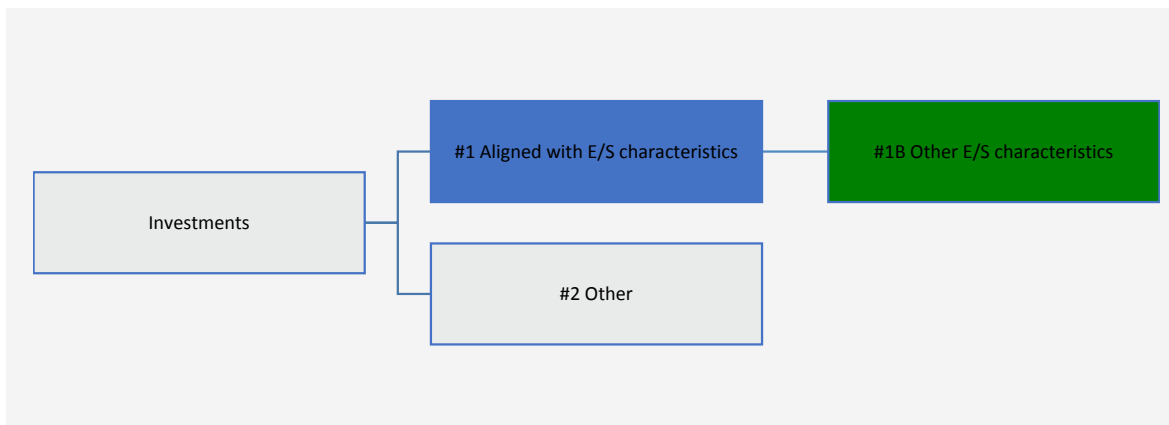 #1 Aligned with E/S characteristics
#1B Other E/S characteristics
Investments
#2 Other